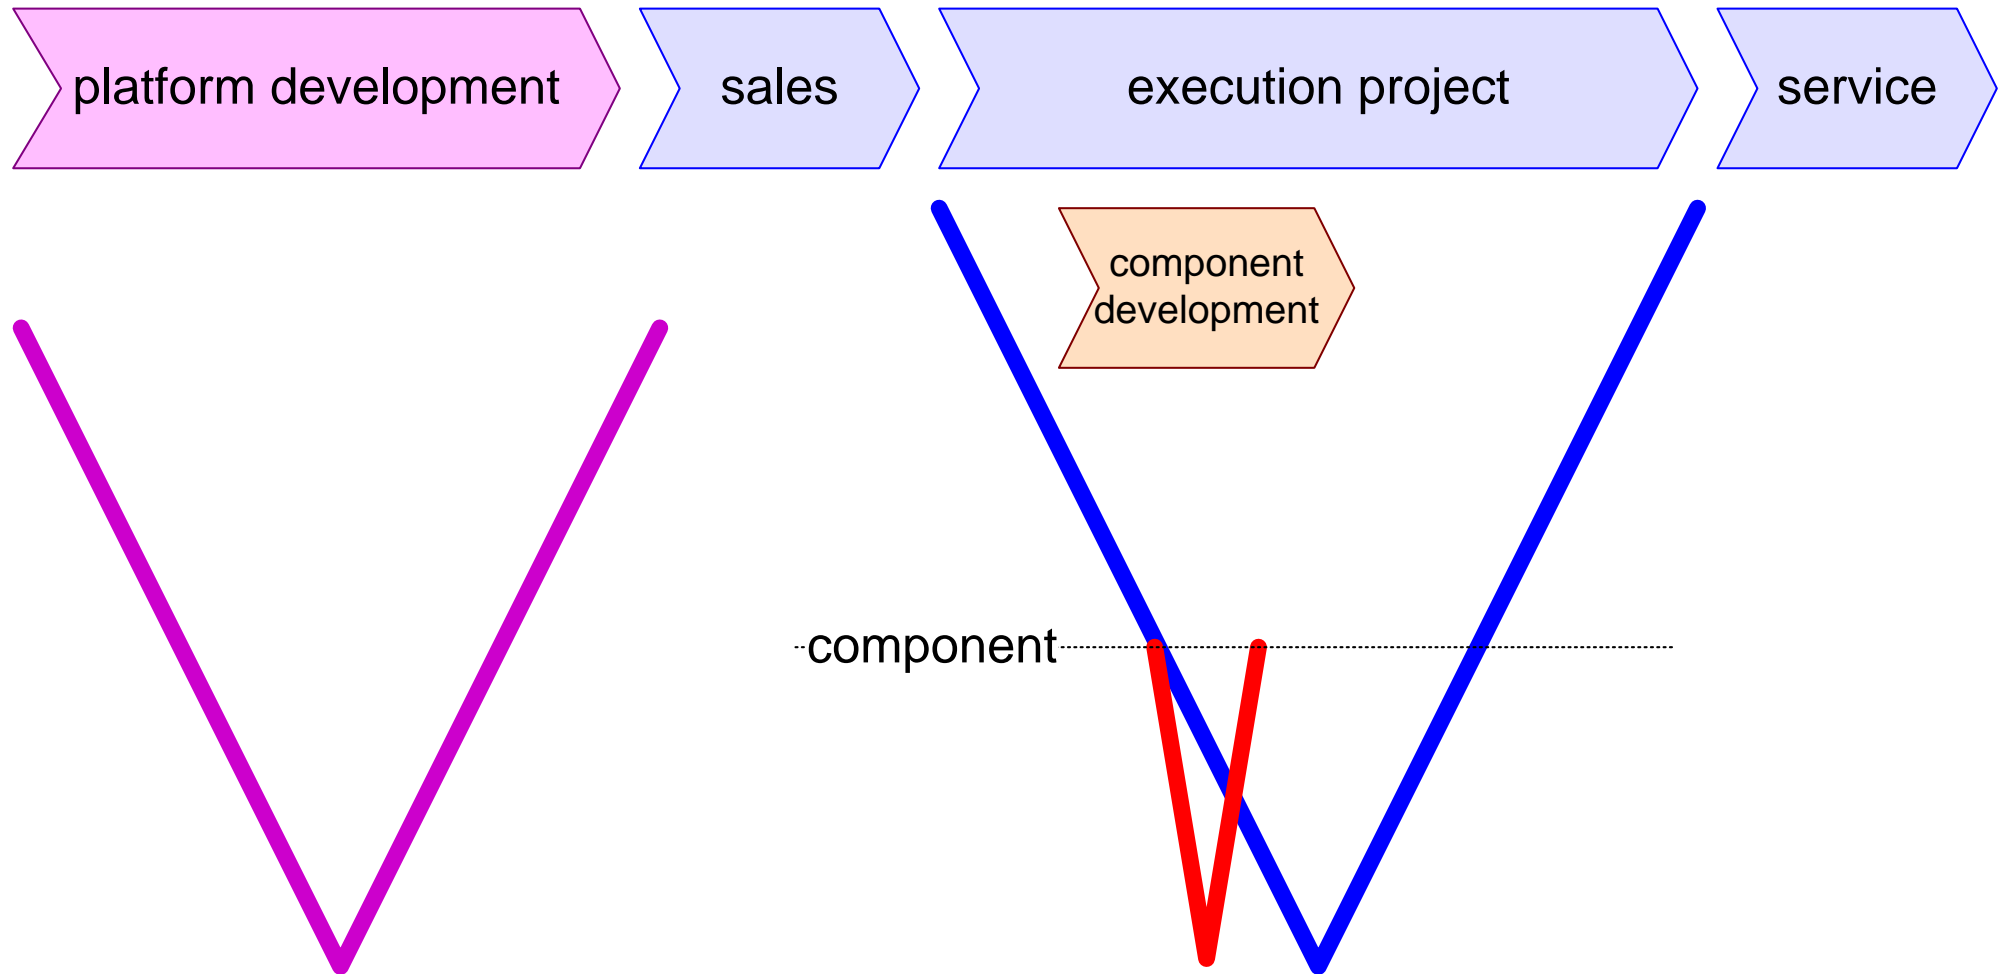 platform development
sales
execution project
service
component
development
component